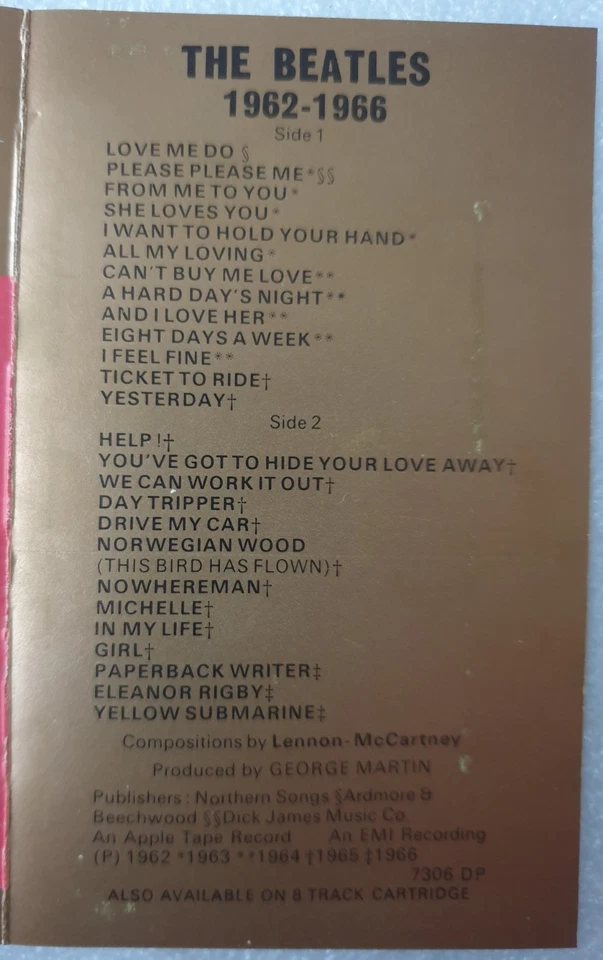 THE BEATLES
1962-1966
Side 1
LOVE ME DO §
PLEASE PLEASE ME*§§
FROM ME TO YOU*
SHE LOVES YOU*
I WANT TO HOLD YOUR HAND*
ALL MY LOVING*
CAN'T BUY ME LOVE**
A HARD DAY'S NIGHT**
AND I LOVE HER**
EIGHT DAYS A WEEK**
I FEEL FINE**
TICKET TO RIDE†
YESTERDAY†
Side 2
HELP !†
YOU'VE GOT TO HIDE YOUR LOVE AWAY†
WE CAN WORK IT OUT†
DAY TRIPPER†
DRIVE MY CAR†
NORWEGIAN WOOD
(THIS BIRD HAS FLOWN)†
NOWHEREMAN†
MICHELLE†
IN MY LIFE†
GIRL†
PAPERBACK WRITER‡
ELEANOR RIGBY‡
YELLOW SUBMARINE‡
Compositions by Lennon-McCartney
Produced by GEORGE MARTIN
Publishers : Northern Songs §Ardmore &
Beechwood §§Dick James Music Co.
An Apple Tape Record An EMI Recording
(P) 1962 *1963 **1964 †1965 ‡1966
7306 DP
ALSO AVAILABLE ON 8 TRACK CARTRIDGE